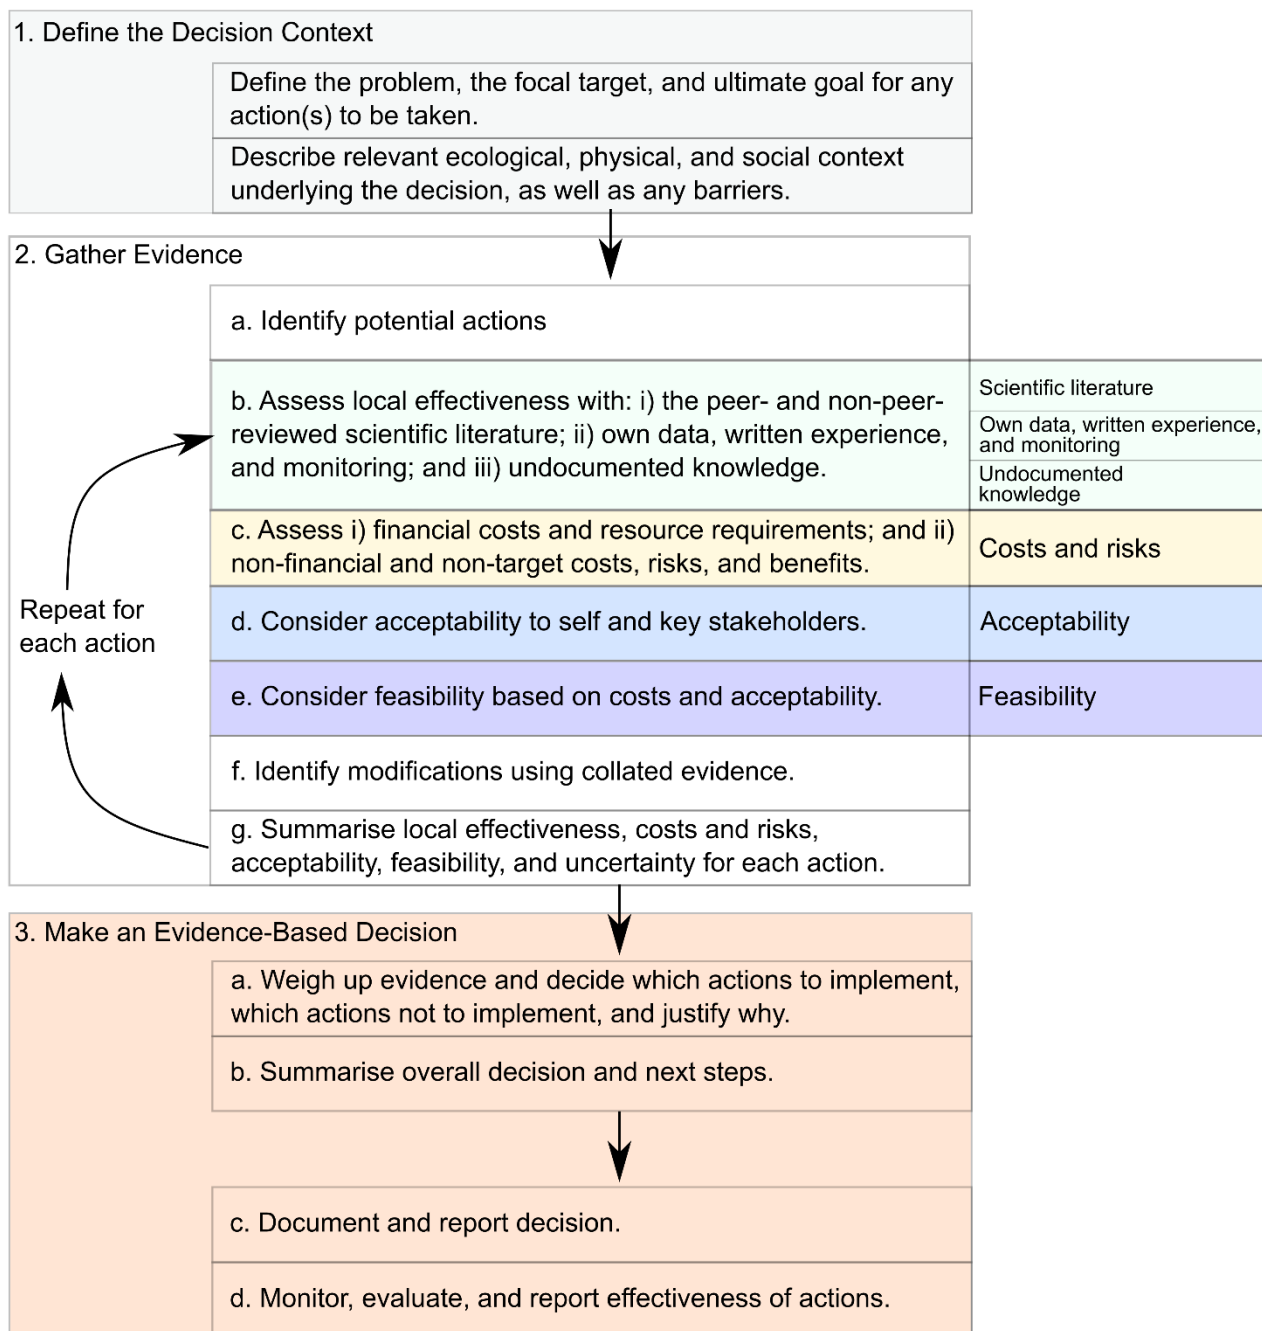 1. Define the Decision Context
Define the problem, the focal target, and ultimate goal for any
action(s) to be taken.
Describe relevant ecological, physical, and social context
underlying the decision, as well as any barriers.
2. Gather Evidence
a. Identify potential actions
b. Assess local effectiveness with: i) the peer- and non-peer-
reviewed scientific literature; ii) own data, written experience,
and monitoring; and iii) undocumented knowledge.
Scientific literature
Own data, written experience,
and monitoring
Undocumented
knowledge
c. Assess i) financial costs and resource requirements; and ii)
non-financial and non-target costs, risks, and benefits.
Costs and risks
Repeat for
each action
d. Consider acceptability to self and key stakeholders.
Acceptability
e. Consider feasibility based on costs and acceptability.
Feasibility
f. Identify modifications using collated evidence.
g. Summarise local effectiveness, costs and risks,
acceptability, feasibility, and uncertainty for each action.
3. Make an Evidence-Based Decision
a. Weigh up evidence and decide which actions to implement,
which actions not to implement, and justify why.
b. Summarise overall decision and next steps.
c. Document and report decision.
d. Monitor, evaluate, and report effectiveness of actions.